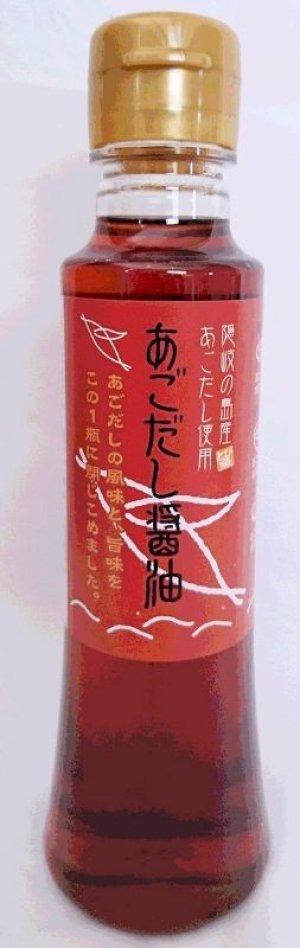 隠岐の島産
あごだし使用
あごだし醤油
あごだしの風味と、旨味を
この1瓶に閉じこめました。